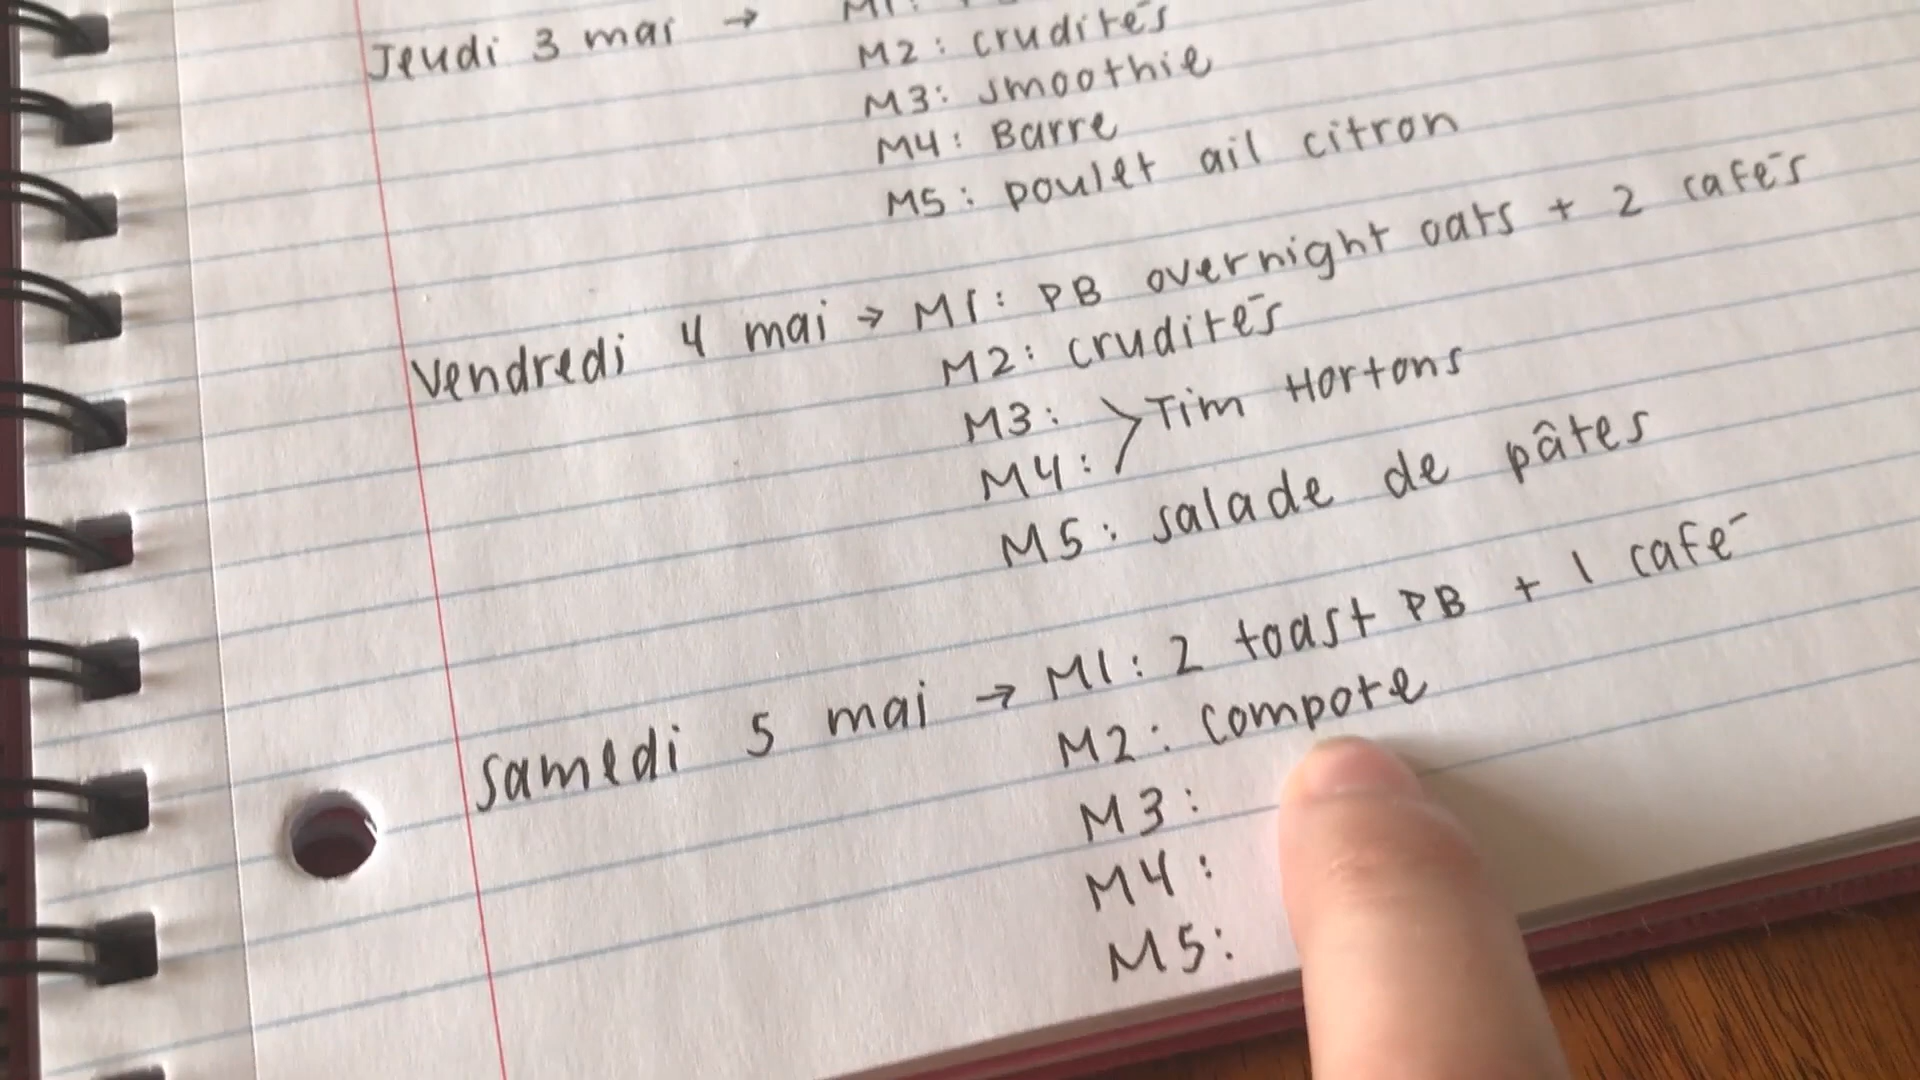 Jeudi 3 mai → M1:
M2: crudités
M3: smoothie
M4: Barre
M5: poulet ail citron
Vendredi 4 mai → M1: PB overnight oats + 2 cafés
M2: crudités
M3: > Tim Hortons
M4:
M5: salade de pâtes
Samedi 5 mai → M1: 2 toast PB + 1 café
M2: compote
M3:
M4:
M5: